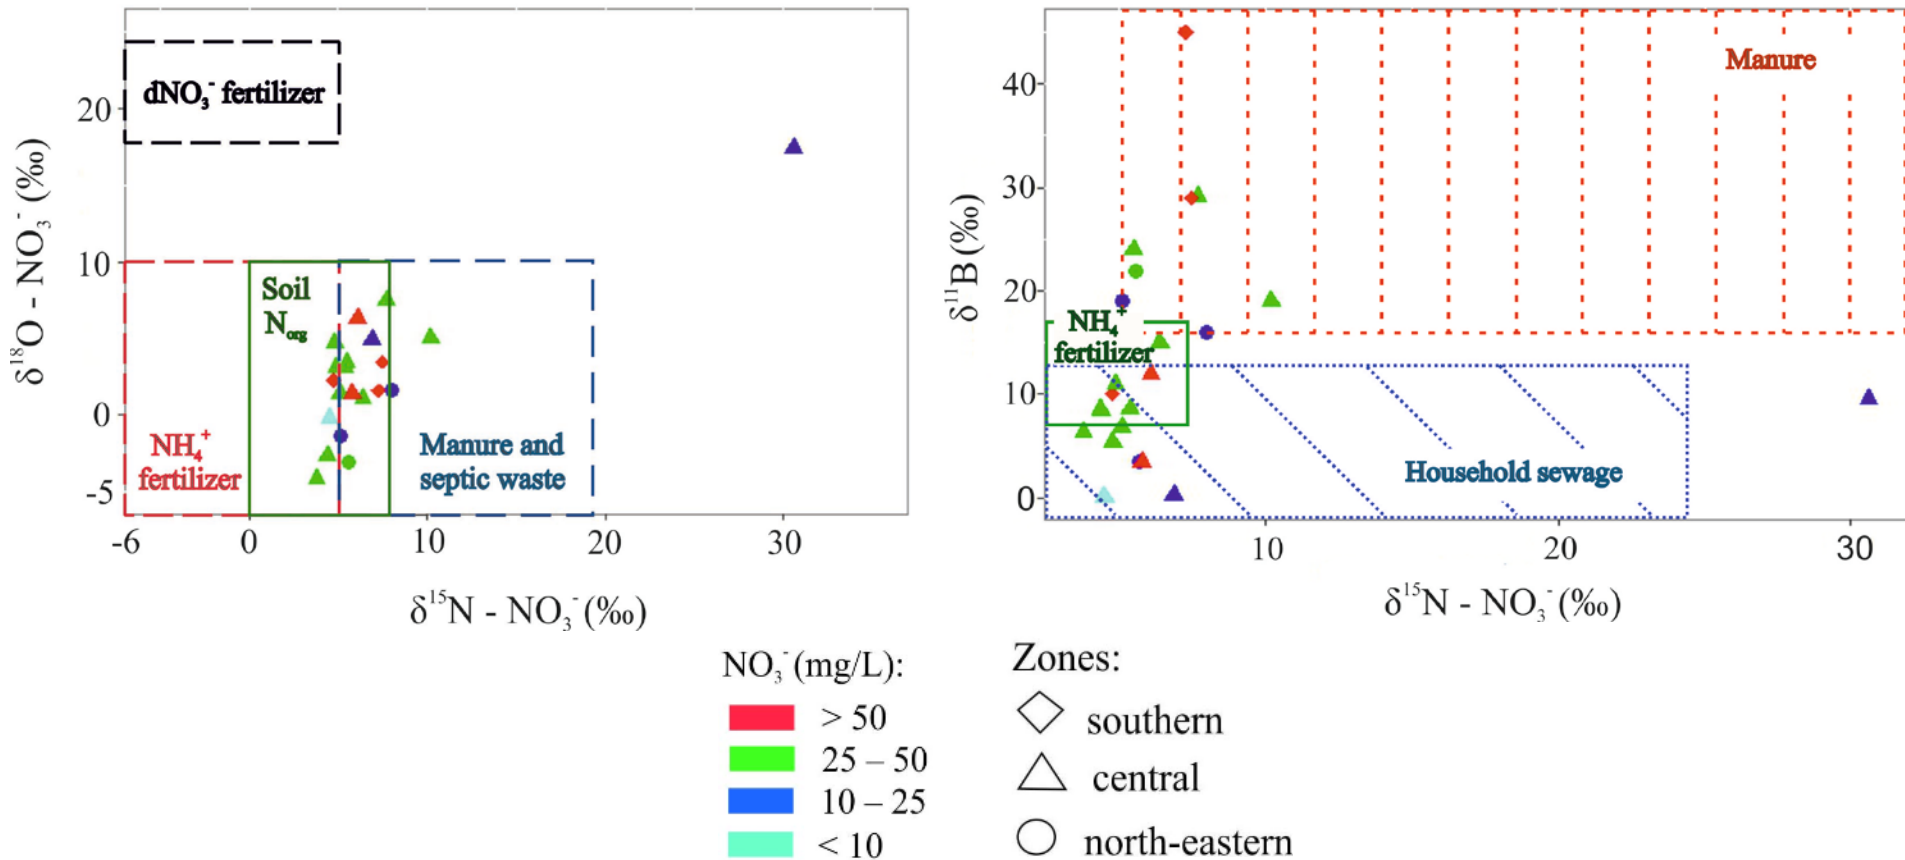 dNO₃⁻ fertilizer
20
10
0
-5
δ¹⁸O - NO₃⁻ (‰)
Soil
Nₒᵣg
NH₄⁺
fertilizer
Manure and
septic waste
-6 0 10 20 30
δ¹⁵N - NO₃⁻ (‰)
Manure
40
30
20
10
0
δ¹¹B (‰)
NH₄⁺
fertilizer
Household sewage
10 20 30
δ¹⁵N - NO₃⁻ (‰)
NO₃⁻ (mg/L):
> 50
25 – 50
10 – 25
< 10
Zones:
southern
central
north-eastern